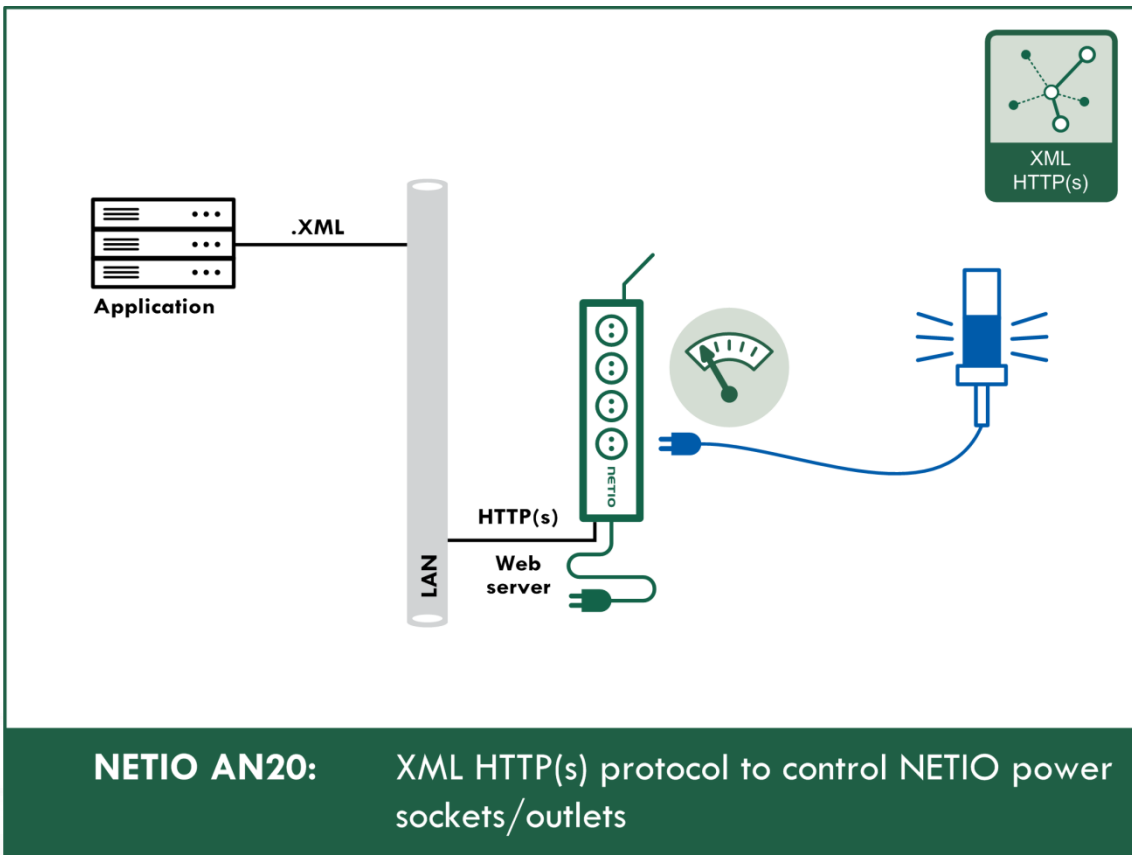 XML
HTTP(s)
.XML
Application
NETIO
HTTP(s)
LAN
Web
server
NETIO AN20: XML HTTP(s) protocol to control NETIO power
sockets/outlets